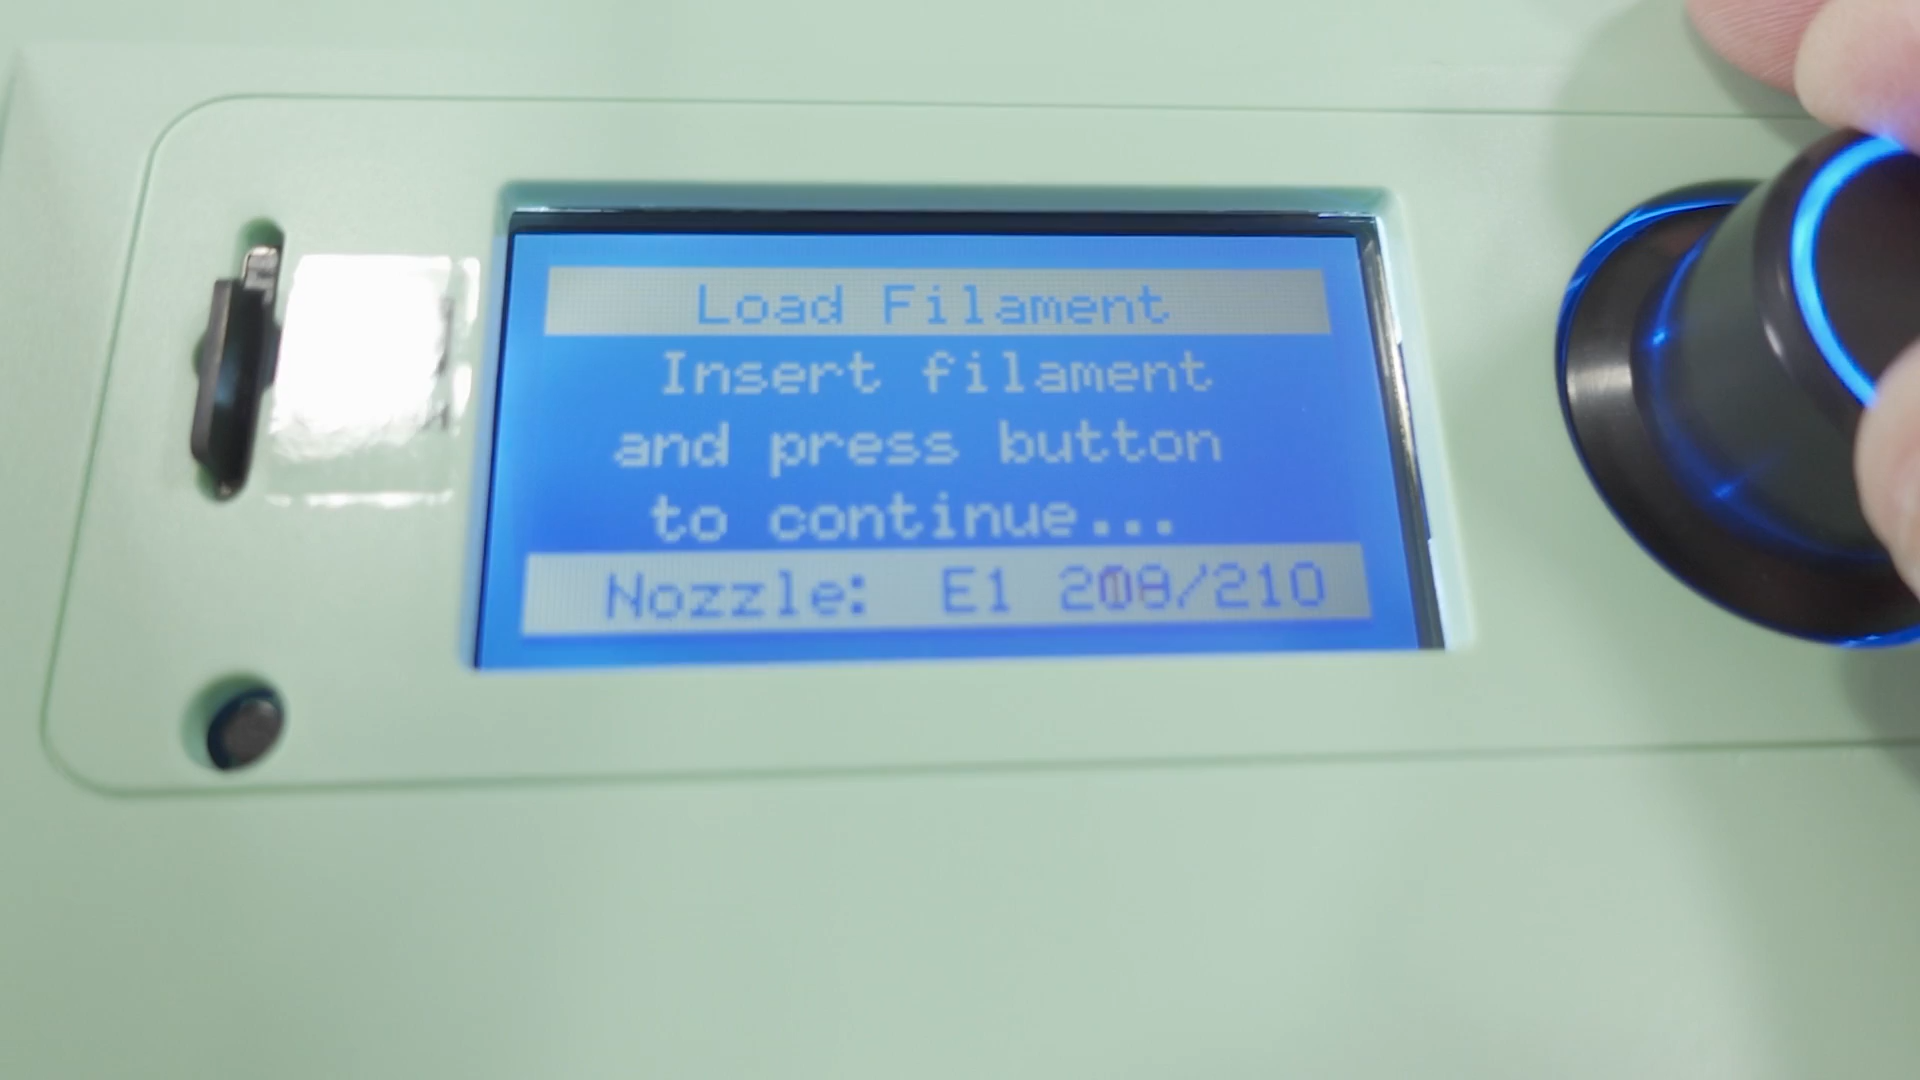 Load Filament
Insert filament
and press button
to continue...
Nozzle: E1 208/210